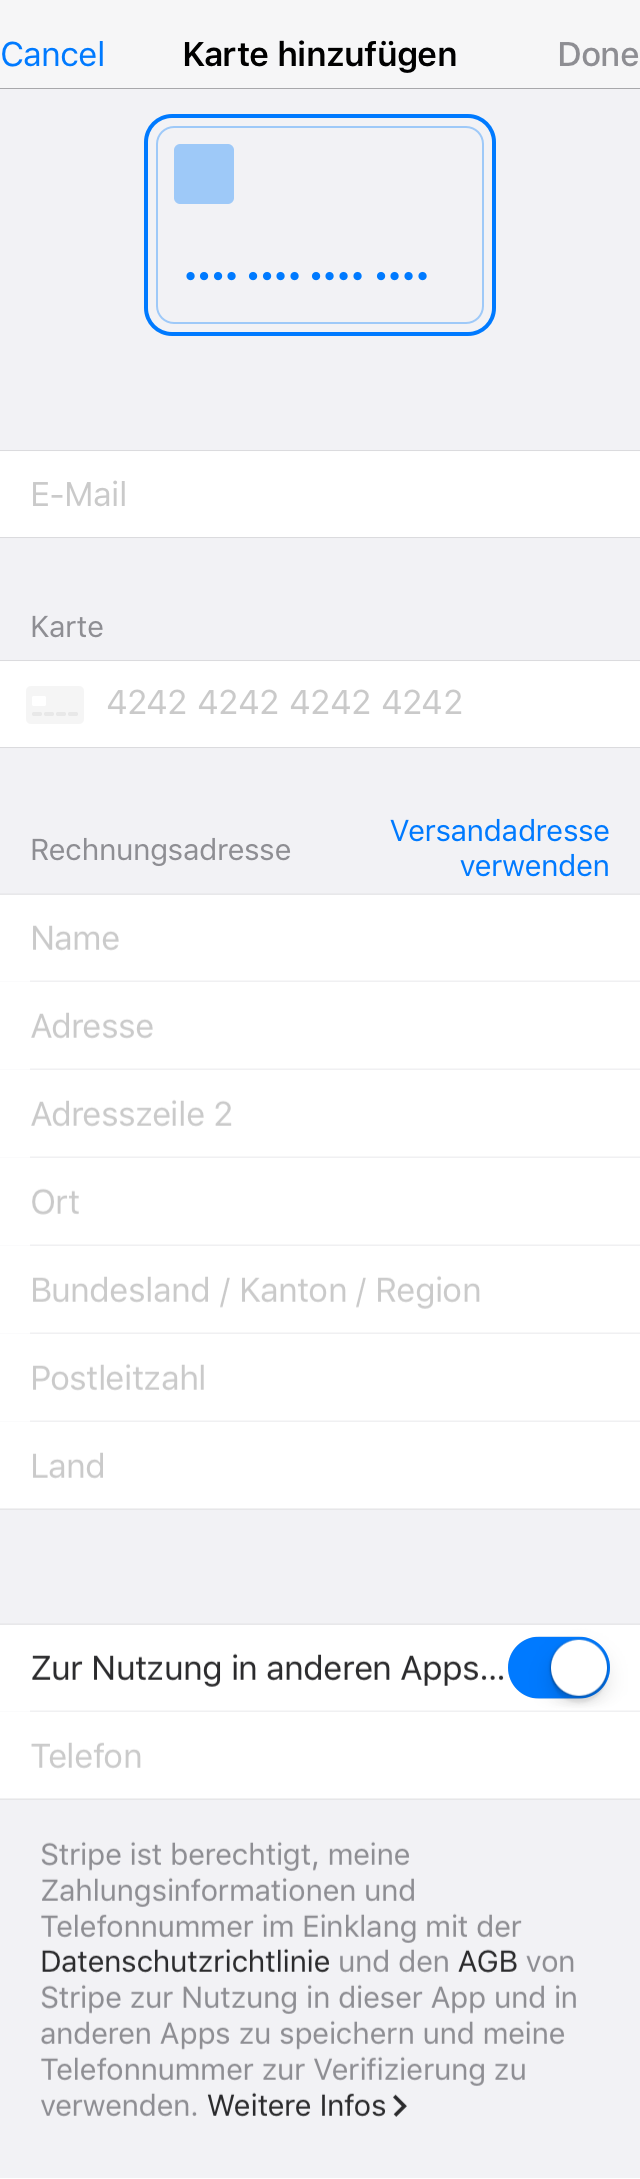 Cancel Karte hinzufügen Done
•••• •••• •••• ••••
E-Mail
Karte
4242 4242 4242 4242
Rechnungsadresse
Versandadresse
verwenden
Name
Adresse
Adresszeile 2
Ort
Bundesland / Kanton / Region
Postleitzahl
Land
Zur Nutzung in anderen Apps...
Telefon
Stripe ist berechtigt, meine
Zahlungsinformationen und
Telefonnummer im Einklang mit der
Datenschutzrichtlinie und den AGB von
Stripe zur Nutzung in dieser App und in
anderen Apps zu speichern und meine
Telefonnummer zur Verifizierung zu
verwenden. Weitere Infos